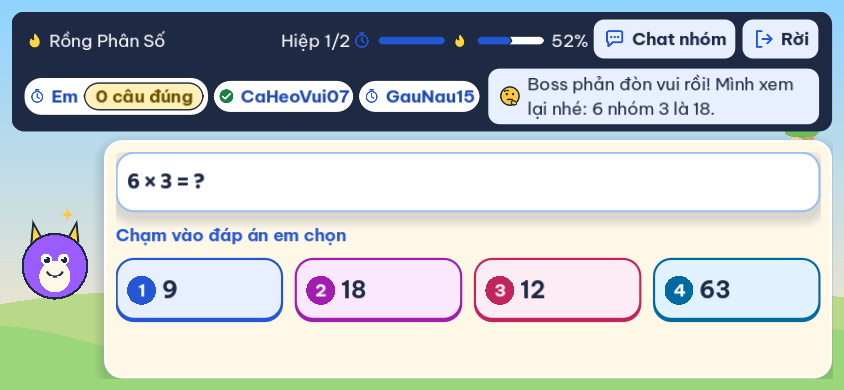 Rồng Phân Số
Hiệp 1/2
52%
Chat nhóm
Rời
Em
0 câu đúng
CaHeoVui07
GauNau15
Boss phản đòn vui rồi! Mình xem
lại nhé: 6 nhóm 3 là 18.
6 × 3 = ?
Chạm vào đáp án em chọn
1 9
2 18
3 12
4 63